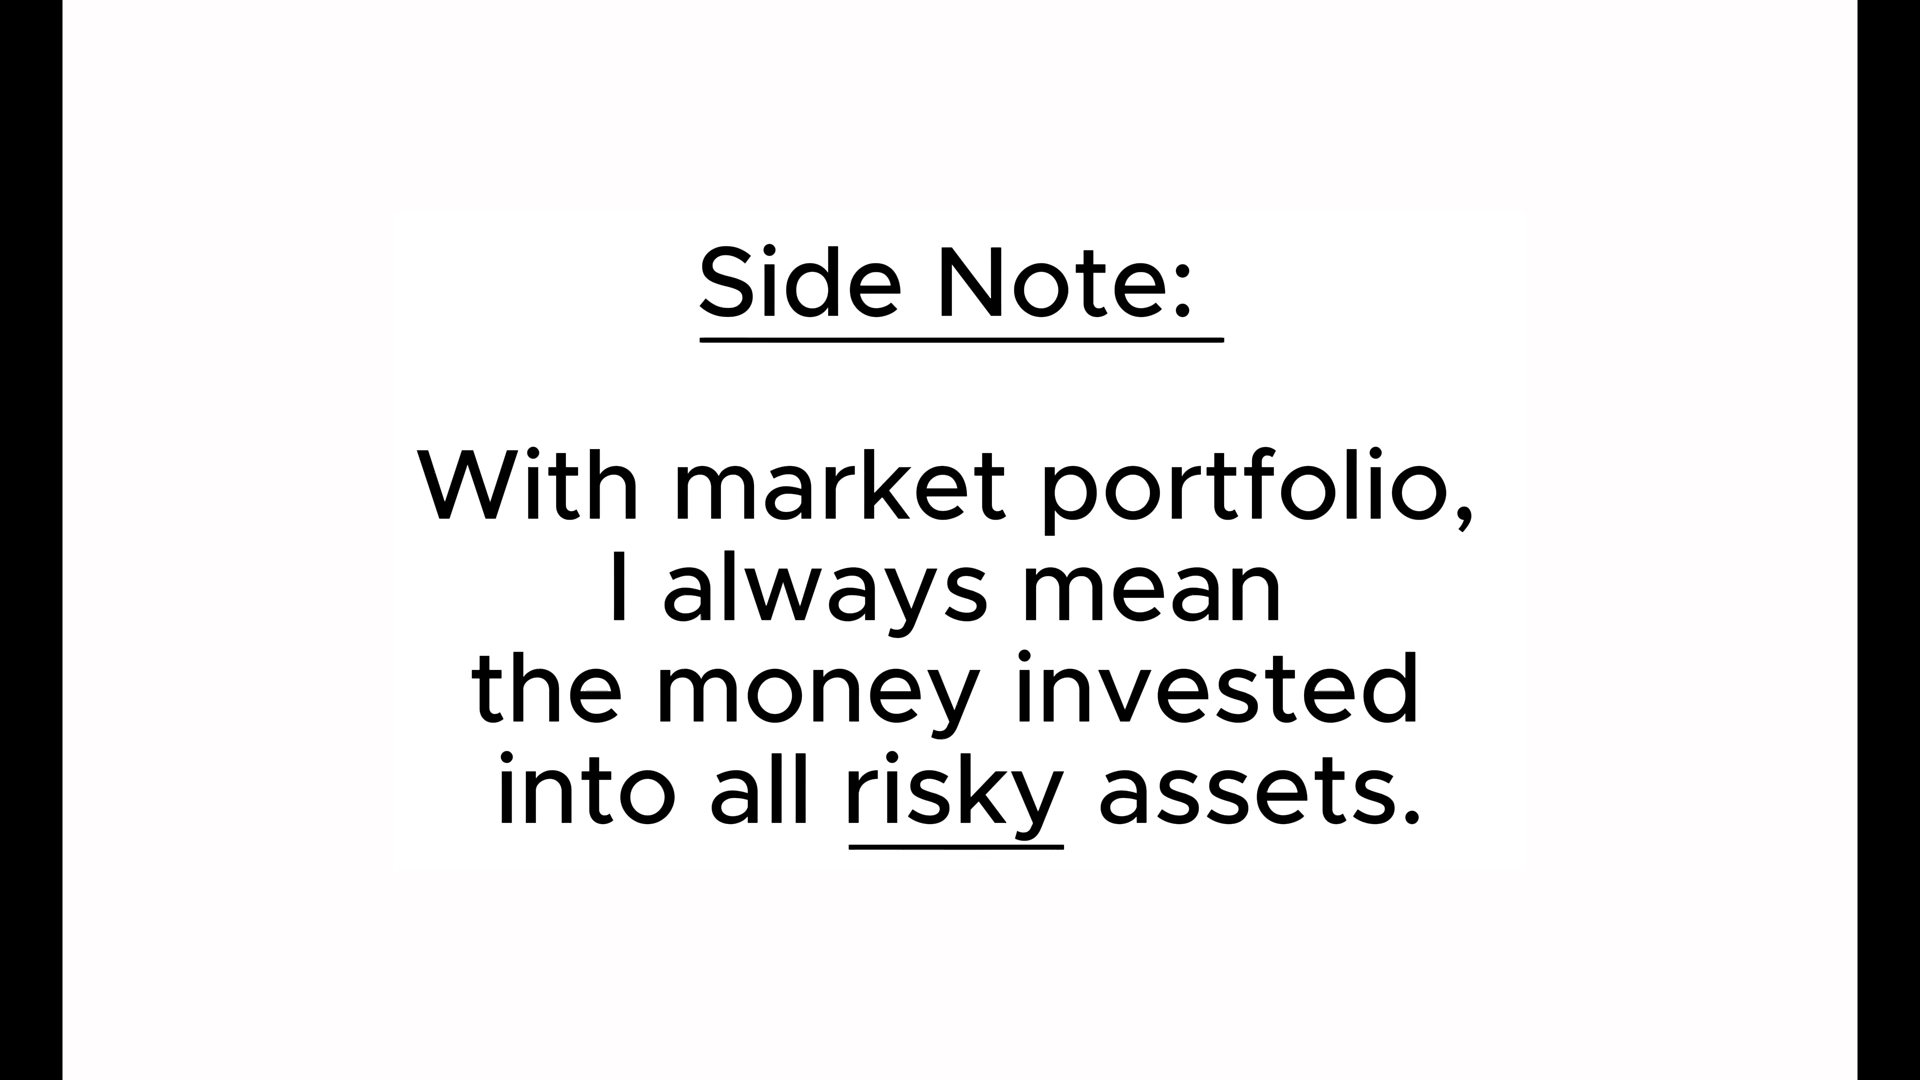 Side Note:
With market portfolio,
I always mean
the money invested
into all risky assets.